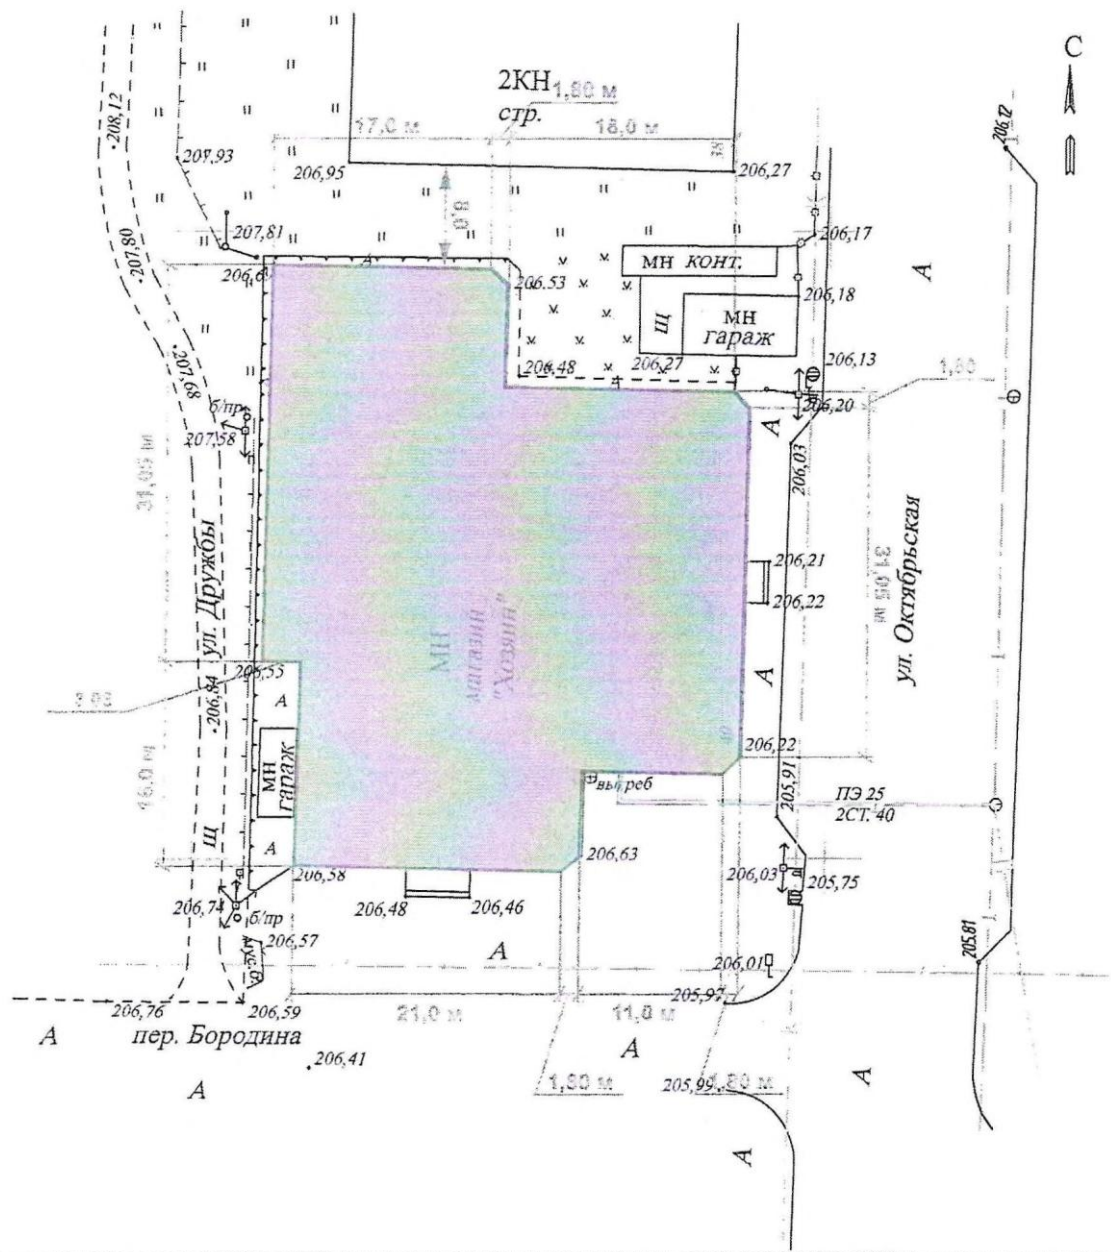 С
2КН
стр.
1,80 м
17,0 м
18,0 м
38
208,12
207,93
206,95
206,27
206,12
207,81
207,80
206,53
206,17
МН конт.
А
206,18
Щ
МН
гараж
206,48
206,27
206,13
207,68
206,20
б/пр
207,58
А
206,03
31,05 м
ул. Дружбы
206,21
206,22
31,05 м
ул. Октябрьская
МН
магазин
"Хозяин"
206,55
А
А
206,84
206,22
МН
гараж
выгреб
205,91
ПЭ 25
2СТ. 40
16,0 м
Щ
А
206,63
206,58
206,03
205,75
206,74
б/пр
206,48
206,46
206,57
А
206,01
205,81
205,97
206,76
206,59
21,0 м
11,0 м
А
пер. Бородина
206,41
А
А
1,80 м
205,99
1,80 м
А
А